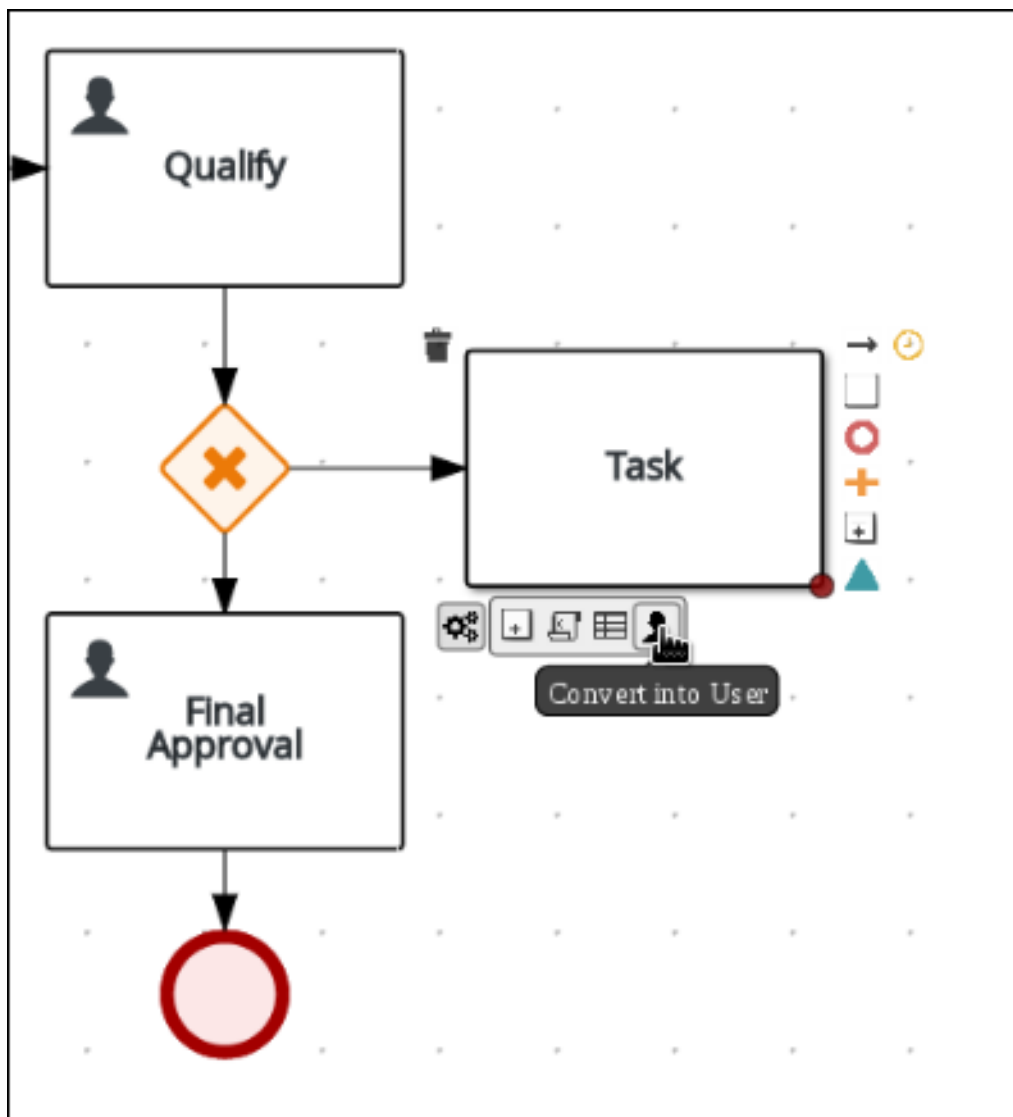 Qualify
Task
Convert into User
Final
Approval